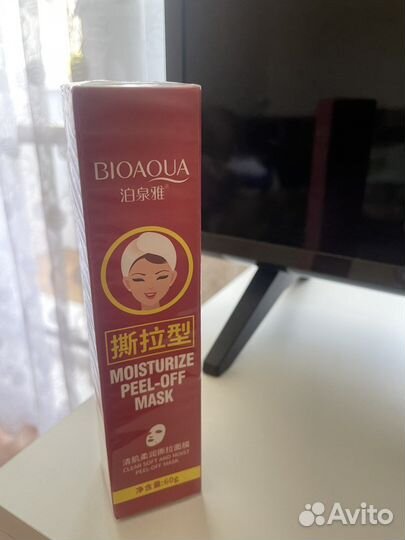 BIOAQUA
泊泉雅®
撕拉型
MOISTURIZE
PEEL-OFF
MASK
清肌柔润撕拉面膜
CLEAN SOFT AND MOIST
PEEL-OFF MASK
净含量:60g
Avito